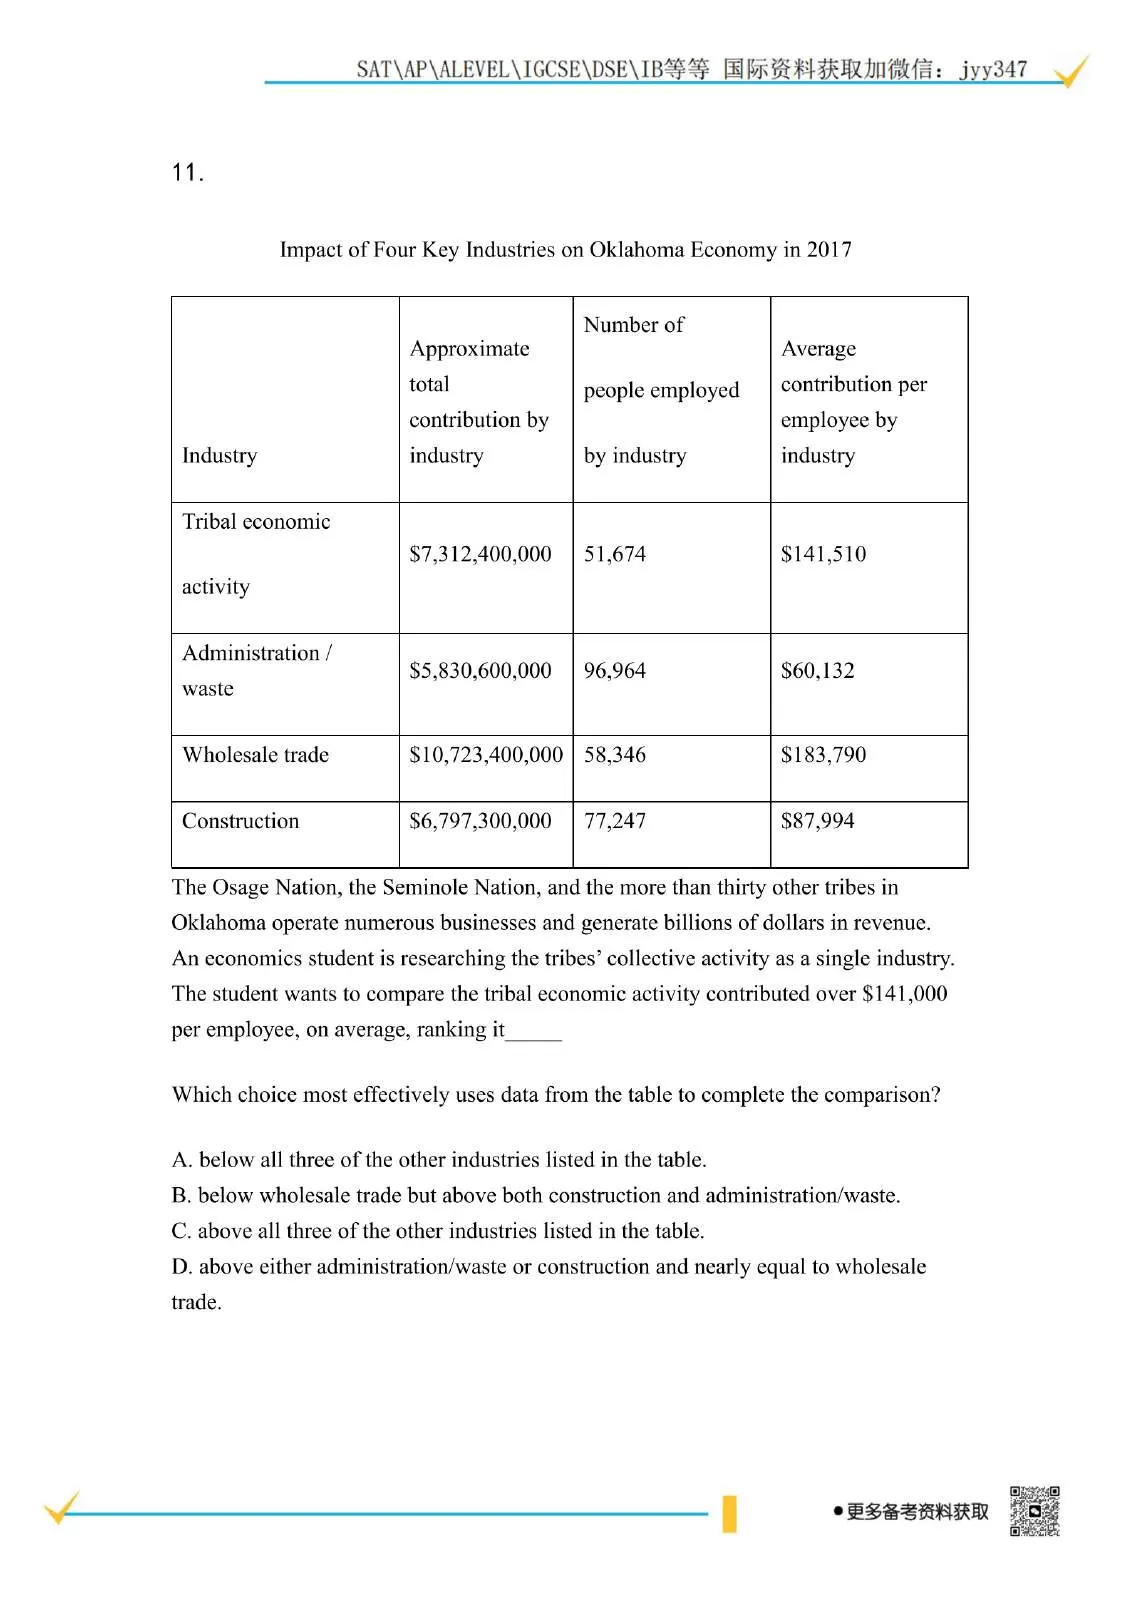 SAT\AP\ALEVEL\IGCSE\DSE\IB等等 国际资料获取加微信：jyy347
11.
Impact of Four Key Industries on Oklahoma Economy in 2017
Industry
Approximate
total
contribution by
industry
Number of
people employed
by industry
Average
contribution per
employee by
industry
Tribal economic
activity
$7,312,400,000
51,674
$141,510
Administration /
waste
$5,830,600,000
96,964
$60,132
Wholesale trade
$10,723,400,000
58,346
$183,790
Construction
$6,797,300,000
77,247
$87,994
The Osage Nation, the Seminole Nation, and the more than thirty other tribes in
Oklahoma operate numerous businesses and generate billions of dollars in revenue.
An economics student is researching the tribes’ collective activity as a single industry.
The student wants to compare the tribal economic activity contributed over $141,000
per employee, on average, ranking it_____
Which choice most effectively uses data from the table to complete the comparison?
A. below all three of the other industries listed in the table.
B. below wholesale trade but above both construction and administration/waste.
C. above all three of the other industries listed in the table.
D. above either administration/waste or construction and nearly equal to wholesale
trade.
●更多备考资料获取